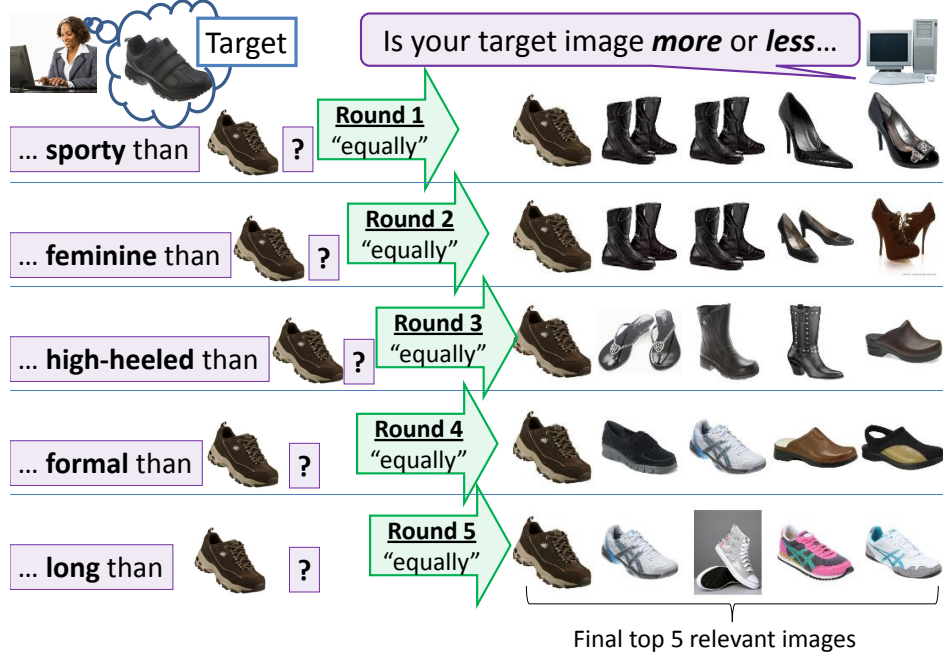 Target
Is your target image more or less…
… sporty than
?
Round 1
“equally”
… feminine than
?
Round 2
“equally”
… high-heeled than
?
Round 3
“equally”
… formal than
?
Round 4
“equally”
… long than
?
Round 5
“equally”
Final top 5 relevant images